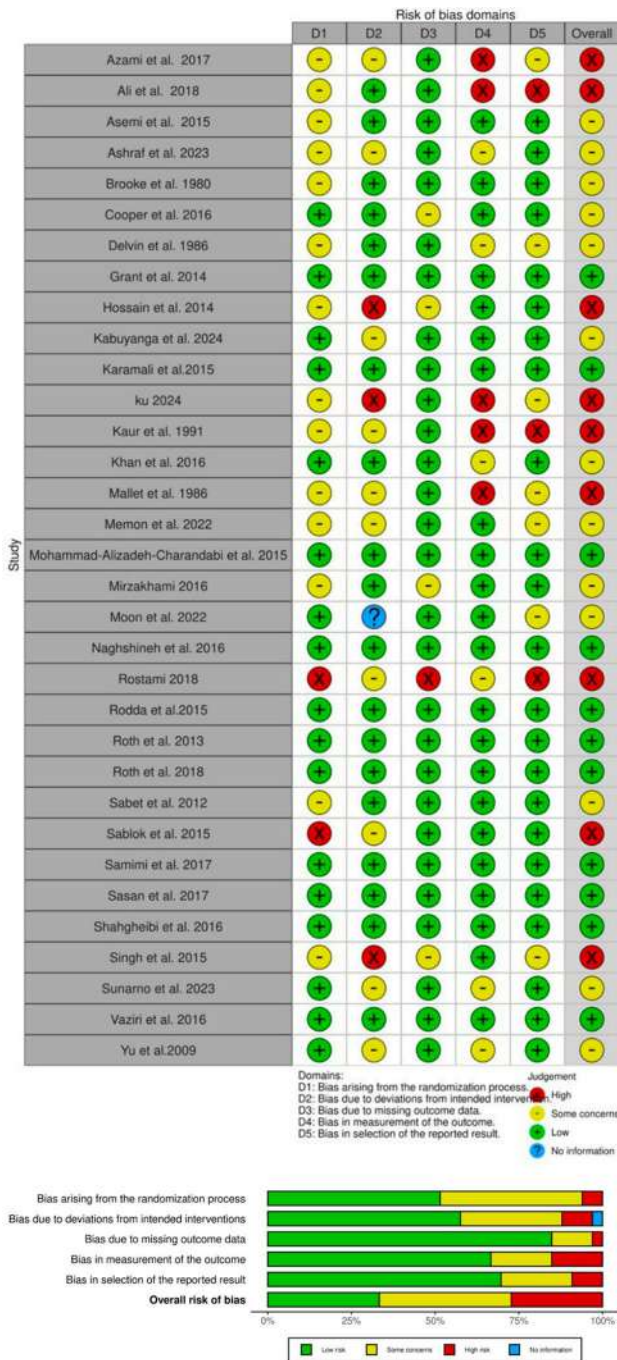 Risk of bias domains
D1 D2 D3 D4 D5 Overall
Study
Azami et al. 2017 - - + X - X
Ali et al. 2018 - + + X X X
Asemi et al. 2015 - + + + + -
Ashraf et al. 2023 - - + - - -
Brooke et al. 1980 - + + + + -
Cooper et al. 2016 + + - + + -
Delvin et al. 1986 - + + - - -
Grant et al. 2014 + + + + + +
Hossain et al. 2014 - X - + + X
Kabuyanga et al. 2024 + - + + + -
Karamali et al.2015 + + + + + +
ku 2024 - X + X - X
Kaur et al. 1991 - - + X X X
Khan et al. 2016 + + + - + -
Mallet et al. 1986 - - + X - X
Memon et al. 2022 - - + + - -
Mohammad-Alizadeh-Charandabi et al. 2015 + + + + + +
Mirzakhami 2016 - + - + + -
Moon et al. 2022 + ? + + - -
Naghshineh et al. 2016 + + + + + +
Rostami 2018 X - X - X X
Rodda et al.2015 + + + + + +
Roth et al. 2013 + + + + + +
Roth et al. 2018 + + + + + +
Sabet et al. 2012 - + + + + -
Sablok et al. 2015 X - + + + X
Samimi et al. 2017 + + + + + +
Sasan et al. 2017 + + + + + +
Shahgheibi et al. 2016 + + + + + +
Singh et al. 2015 - X - + - X
Sunarno et al. 2023 + - + - + -
Vaziri et al. 2016 + + + + + +
Yu et al.2009 + - + - + -
Domains:
D1: Bias arising from the randomization process.
D2: Bias due to deviations from intended intervention.
D3: Bias due to missing outcome data.
D4: Bias in measurement of the outcome.
D5: Bias in selection of the reported result.
Judgement
X High
- Some concerns
+ Low
? No information
Bias arising from the randomization process
Bias due to deviations from intended interventions
Bias due to missing outcome data
Bias in measurement of the outcome
Bias in selection of the reported result
Overall risk of bias
0% 25% 50% 75% 100%
Low risk Some concerns High risk No information